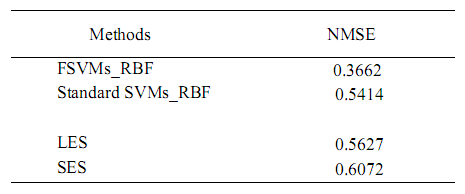 Methods NMSE
FSVMs_RBF 0.3662
Standard SVMs_RBF 0.5414
LES 0.5627
SES 0.6072